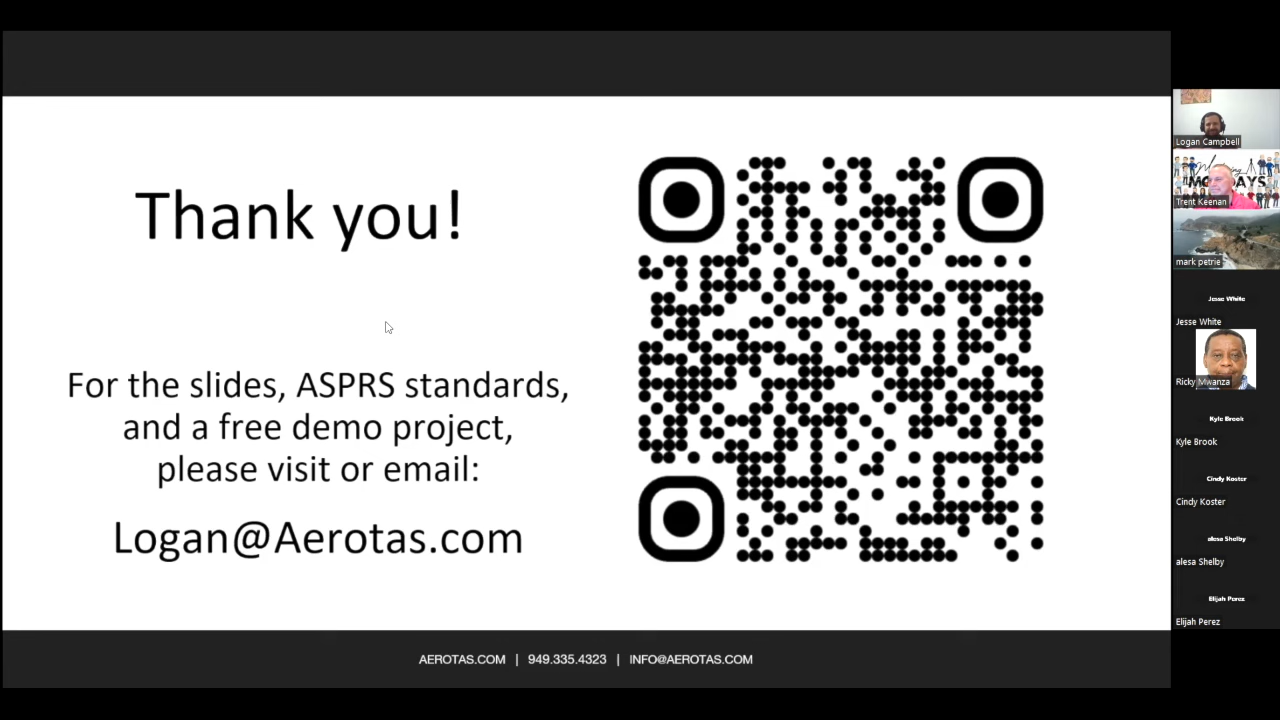 Thank you!
For the slides, ASPRS standards,
and a free demo project,
please visit or email:
Logan@Aerotas.com
AEROTAS.COM | 949.335.4323 | INFO@AEROTAS.COM
Logan Campbell
Trent Keenan
mark petrie
Jesse White
Jesse White
Ricky Mwanza
Kyle Brook
Kyle Brook
Cindy Koster
Cindy Koster
alesa Shelby
alesa Shelby
Elijah Perez
Elijah Perez